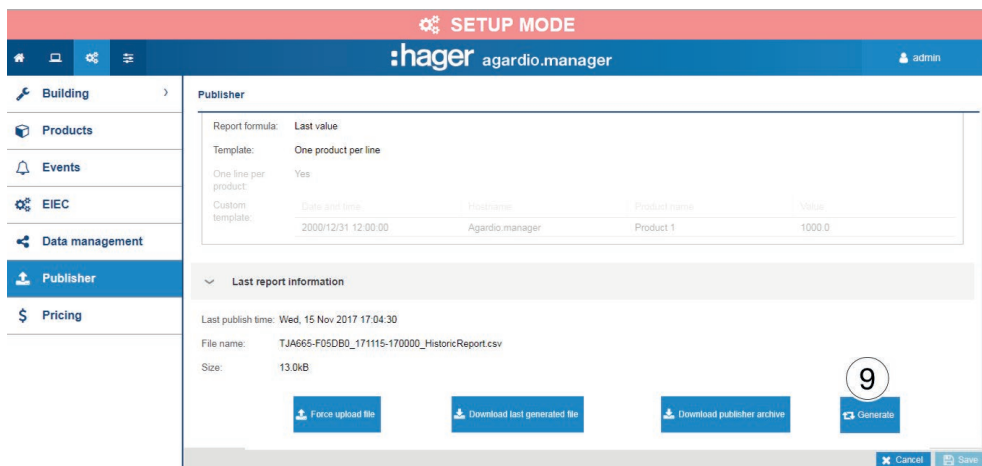 SETUP MODE
:hager agardio.manager
admin
Building
Products
Events
EIEC
Data management
Publisher
Pricing
Publisher
Report formula: Last value
Template: One product per line
One line per product: Yes
Custom template:
Date and time Hostname Product name Value
2000/12/31 12:00:00 Agardio.manager Product 1 1000.0
Last report information
Last publish time: Wed, 15 Nov 2017 17:04:30
File name: TJA665-F05DB0_171115-170000_HistoricReport.csv
Size: 13.0kB
9
Force upload file Download last generated file Download publisher archive Generate
Cancel Save